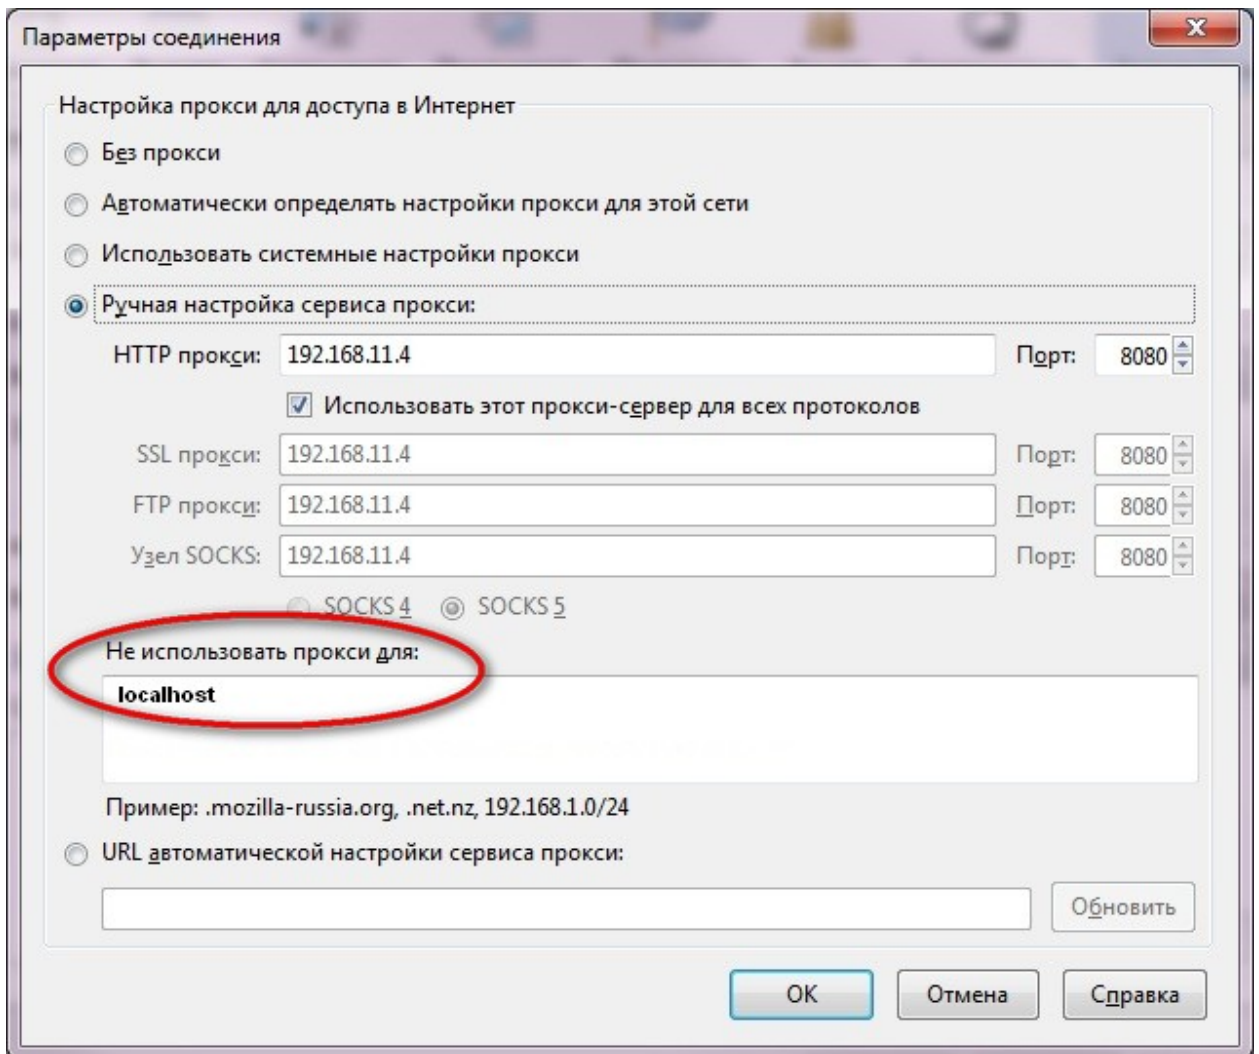 Параметры соединения
Настройка прокси для доступа в Интернет
Без прокси
Автоматически определять настройки прокси для этой сети
Использовать системные настройки прокси
Ручная настройка сервиса прокси:
HTTP прокси: 192.168.11.4 Порт: 8080
Использовать этот прокси-сервер для всех протоколов
SSL прокси: 192.168.11.4 Порт: 8080
FTP прокси: 192.168.11.4 Порт: 8080
Узел SOCKS: 192.168.11.4 Порт: 8080
SOCKS 4 SOCKS 5
Не использовать прокси для:
localhost
Пример: .mozilla-russia.org, .net.nz, 192.168.1.0/24
URL автоматической настройки сервиса прокси:
Обновить
OK Отмена Справка